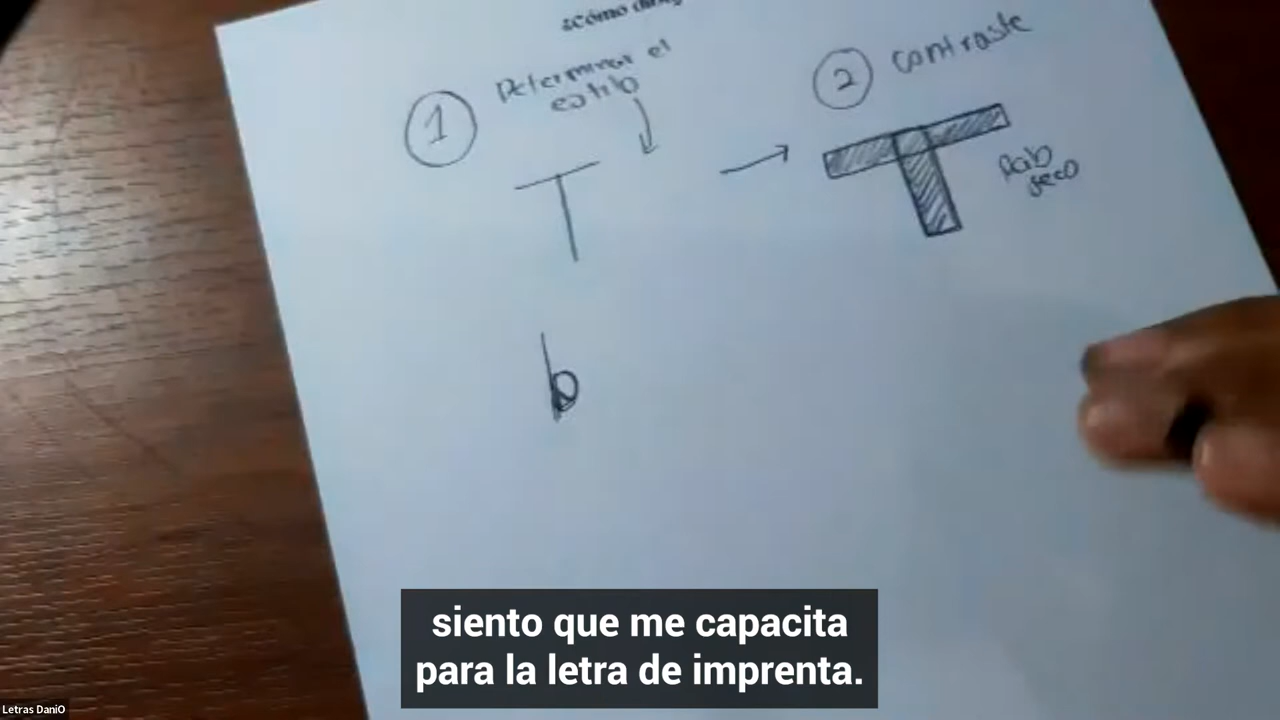 ¿Cómo
1
Determinar el
estilo
2
contraste
T
T
b
seco
siento que me capacita
para la letra de imprenta.
Letras DaniO